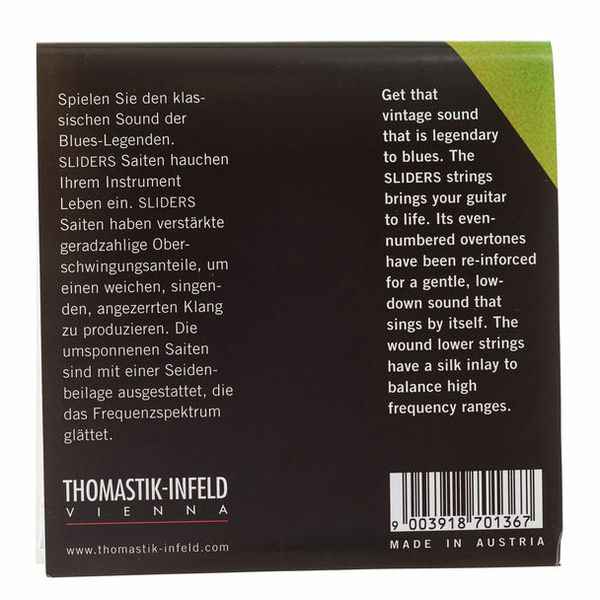 Spielen Sie den klas-
sischen Sound der
Blues-Legenden.
SLIDERS Saiten hauchen
Ihrem Instrument
Leben ein. SLIDERS
Saiten haben verstärkte
geradzahlige Ober-
schwingungsanteile, um
einen weichen, singen-
den, angezerrten Klang
zu produzieren. Die
umsponnenen Saiten
sind mit einer Seiden-
beilage ausgestattet, die
das Frequenzspektrum
glättet.
Get that
vintage sound
that is legendary
to blues. The
SLIDERS strings
brings your guitar
to life. Its even-
numbered overtones
have been re-inforced
for a gentle, low-
down sound that
sings by itself. The
wound lower strings
have a silk inlay to
balance high
frequency ranges.
THOMASTIK-INFELD
VIENNA
www.thomastik-infeld.com
9 003918 701367
MADE IN AUSTRIA